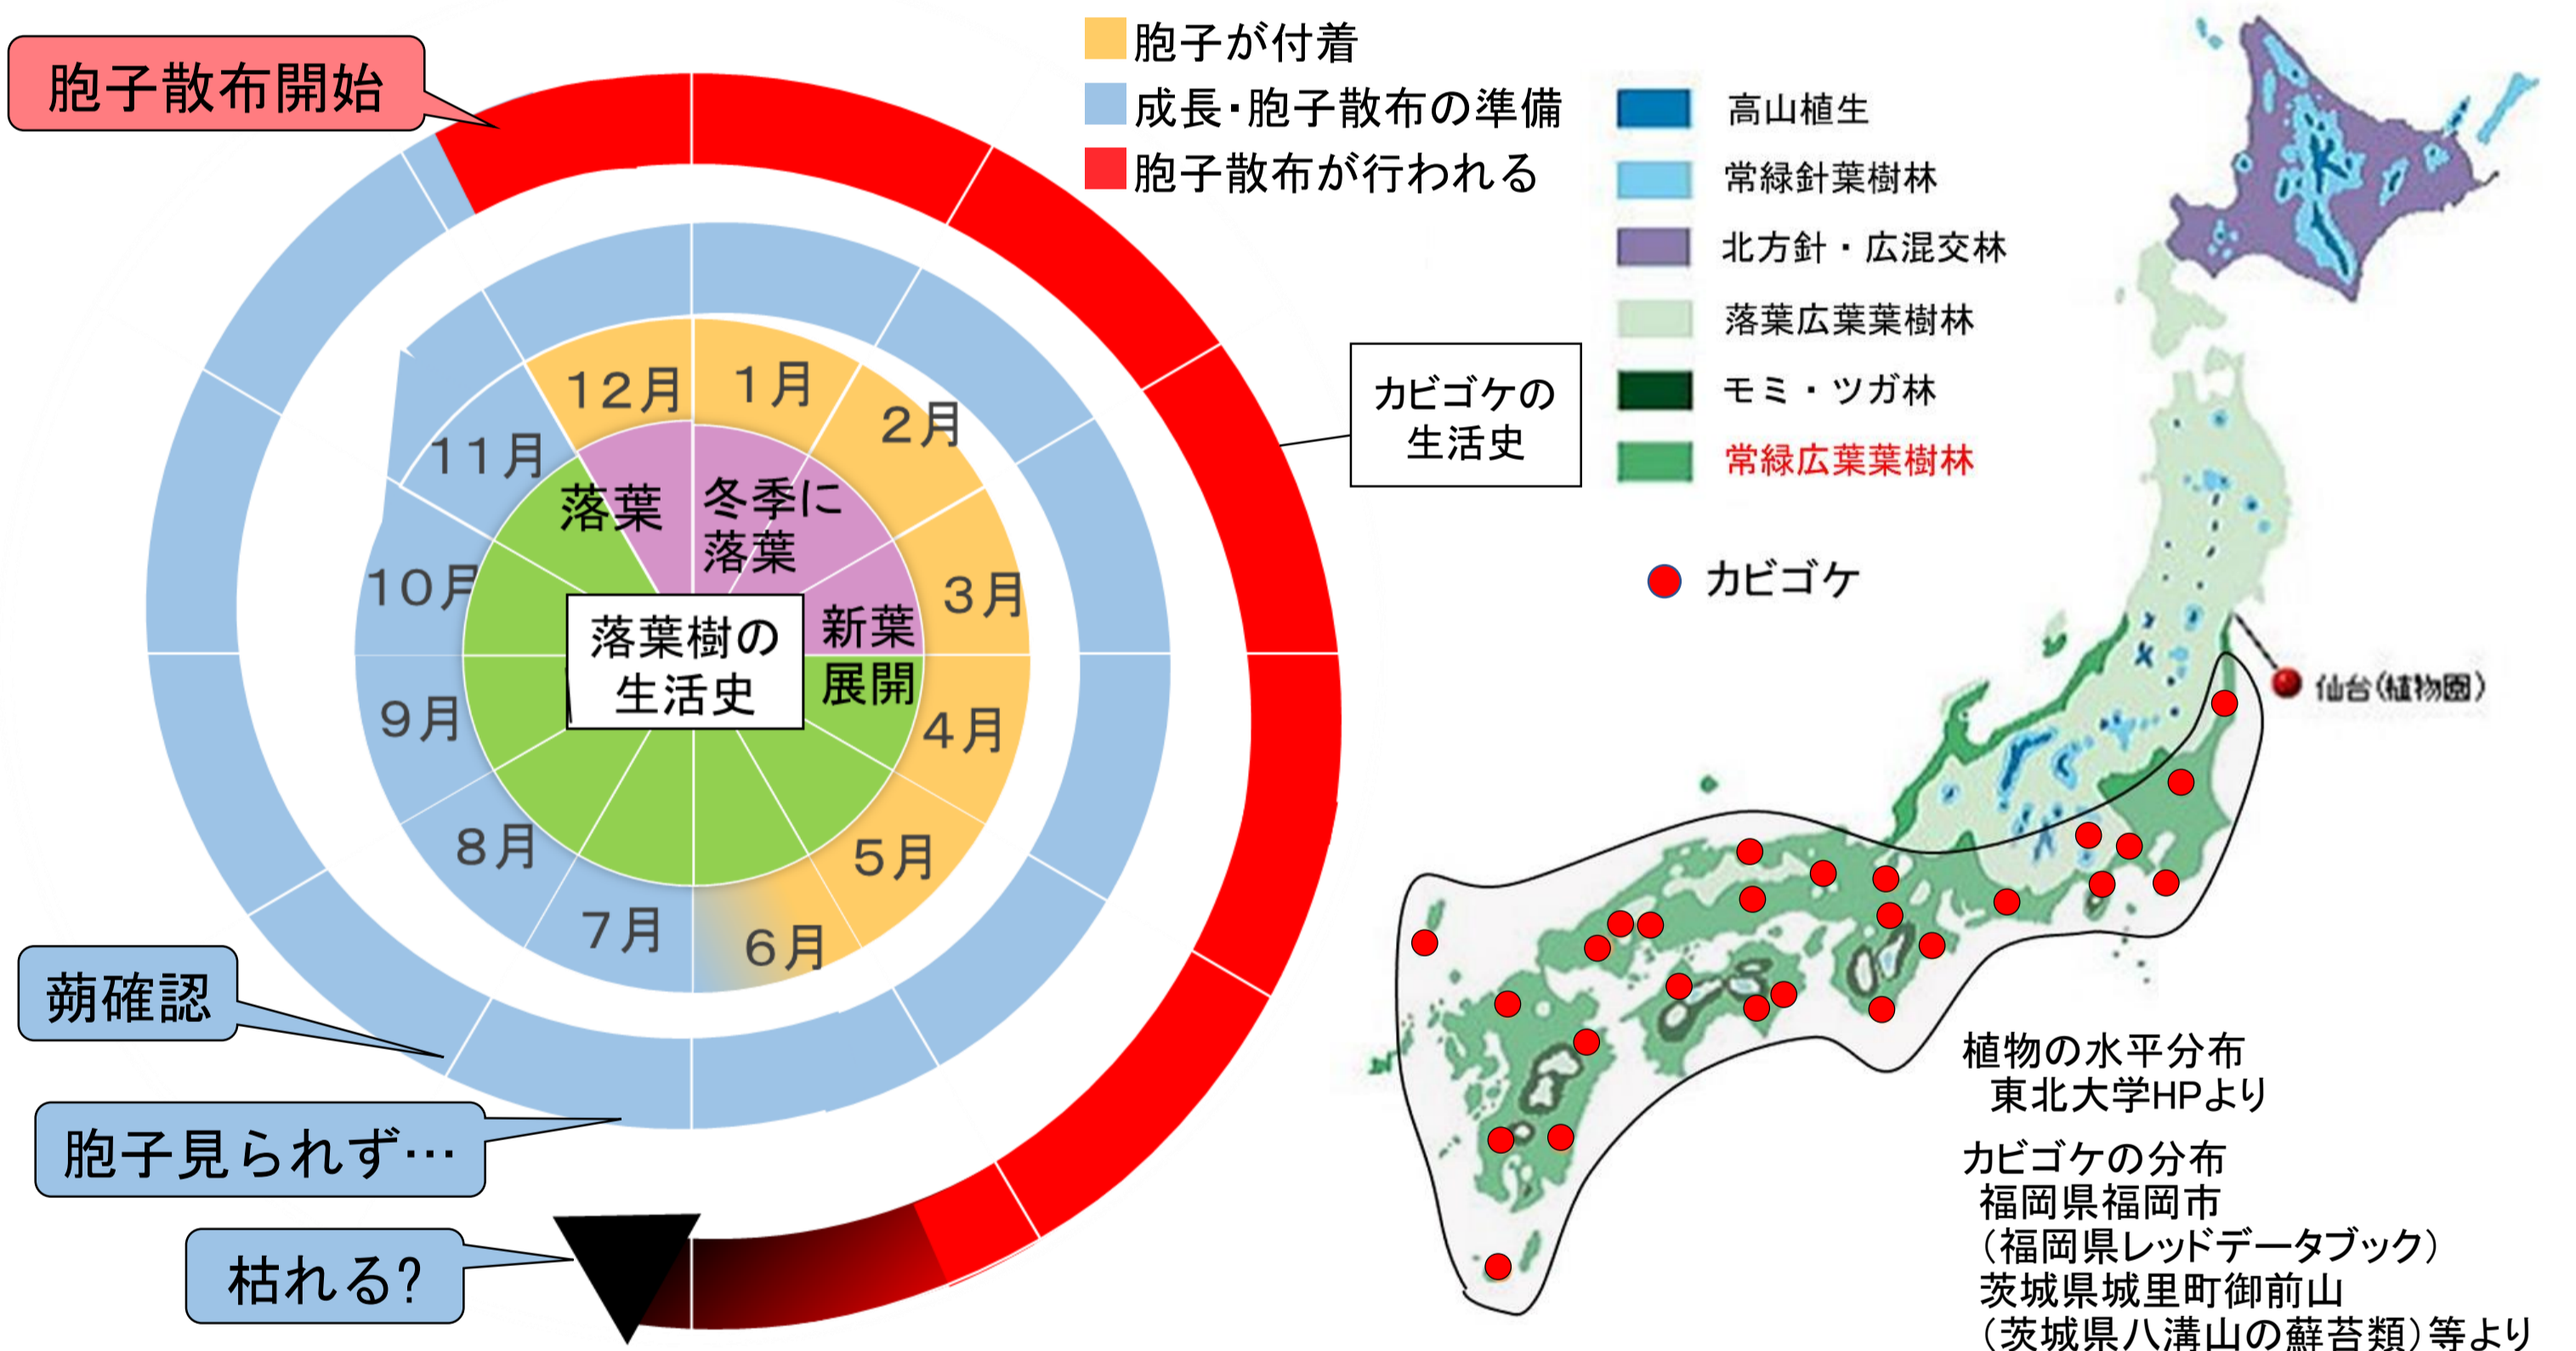 胞子散布開始
胞子が付着
成長・胞子散布の準備
胞子散布が行われる
12月
1月
2月
3月
4月
5月
6月
7月
8月
9月
10月
11月
落葉
冬季に
落葉
新葉
展開
落葉樹の
生活史
カビゴケの
生活史
蒴確認
胞子見られず…
枯れる?
高山植生
常緑針葉樹林
北方針・広混交林
落葉広葉葉樹林
モミ・ツガ林
常緑広葉葉樹林
カビゴケ
仙台(植物園)
植物の水平分布
東北大学HPより
カビゴケの分布
福岡県福岡市
(福岡県レッドデータブック)
茨城県城里町御前山
(茨城県八溝山の蘚苔類)等より